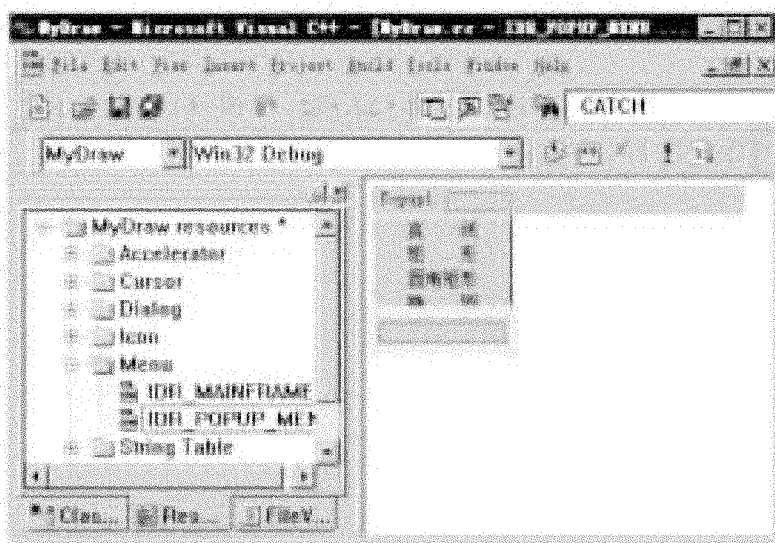 MyDraw - Microsoft Visual C++ - [MyDraw.rc - IDR_POPUP_MENU
File Edit View Insert Project Build Tools Window Help
CATCH
MyDraw Win32 Debug
MyDraw resources *
Accelerator
Cursor
Dialog
Icon
Menu
IDR_MAINFRAME
IDR_POPUP_MEN
String Table
Clas... Res... FileV...